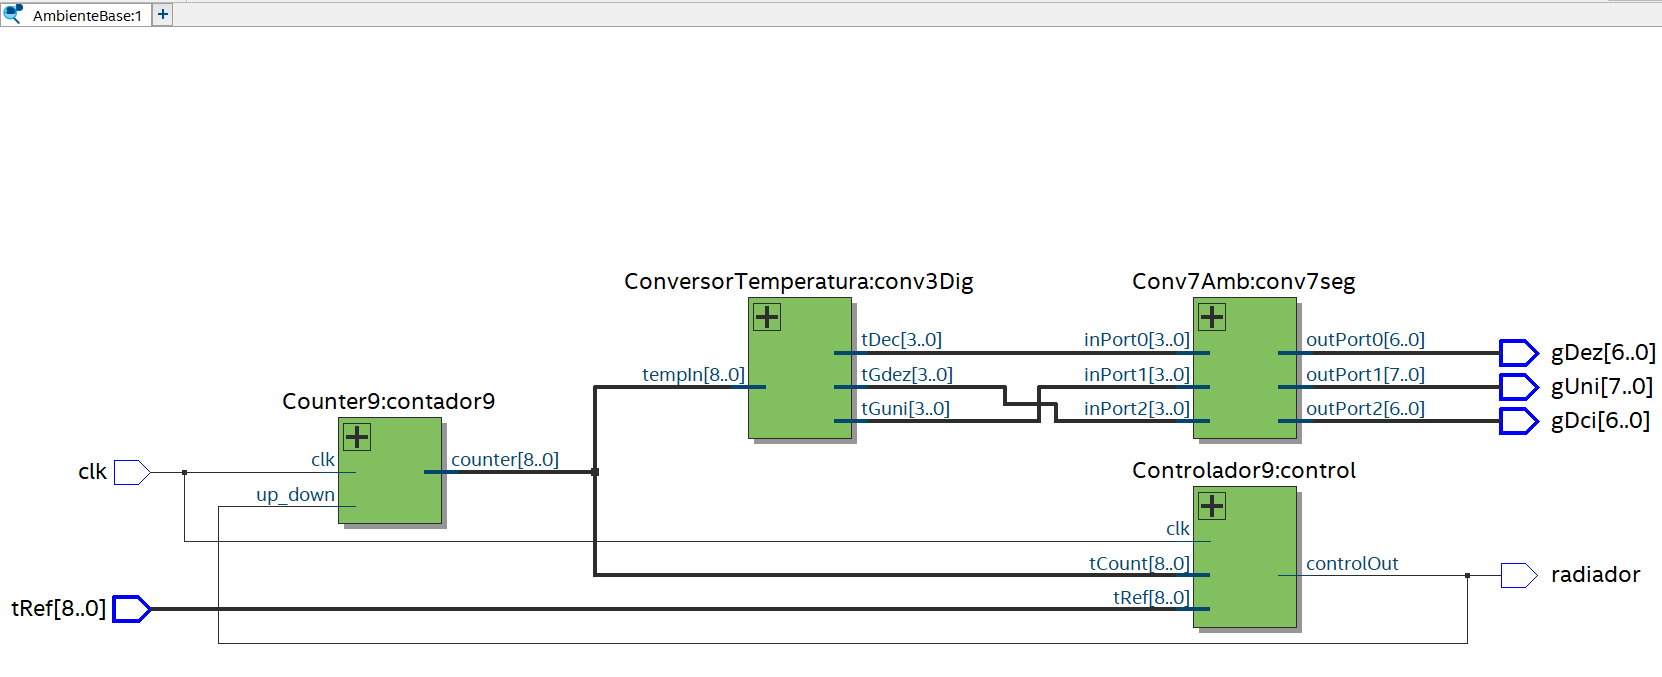 AmbienteBase:1
ConversorTemperatura:conv3Dig
Conv7Amb:conv7seg
tDec[3..0]
inPort0[3..0]
outPort0[6..0]
gDez[6..0]
tempIn[8..0]
tGdez[3..0]
inPort1[3..0]
outPort1[7..0]
gUni[7..0]
tGuni[3..0]
inPort2[3..0]
outPort2[6..0]
gDci[6..0]
Counter9:contador9
clk
clk
counter[8..0]
up_down
Controlador9:control
clk
tCount[8..0]
controlOut
radiador
tRef[8..0]
tRef[8..0]